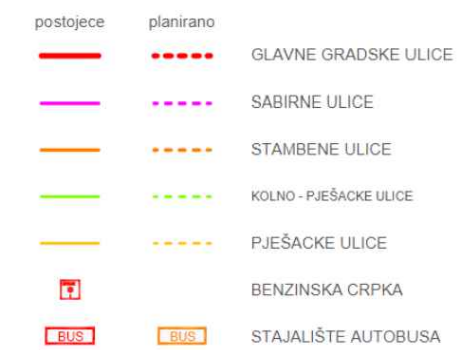 postojece planirano
GLAVNE GRADSKE ULICE
SABIRNE ULICE
STAMBENE ULICE
KOLNO - PJEŠACKE ULICE
PJEŠACKE ULICE
BENZINSKA CRPKA
BUS BUS STAJALIŠTE AUTOBUSA